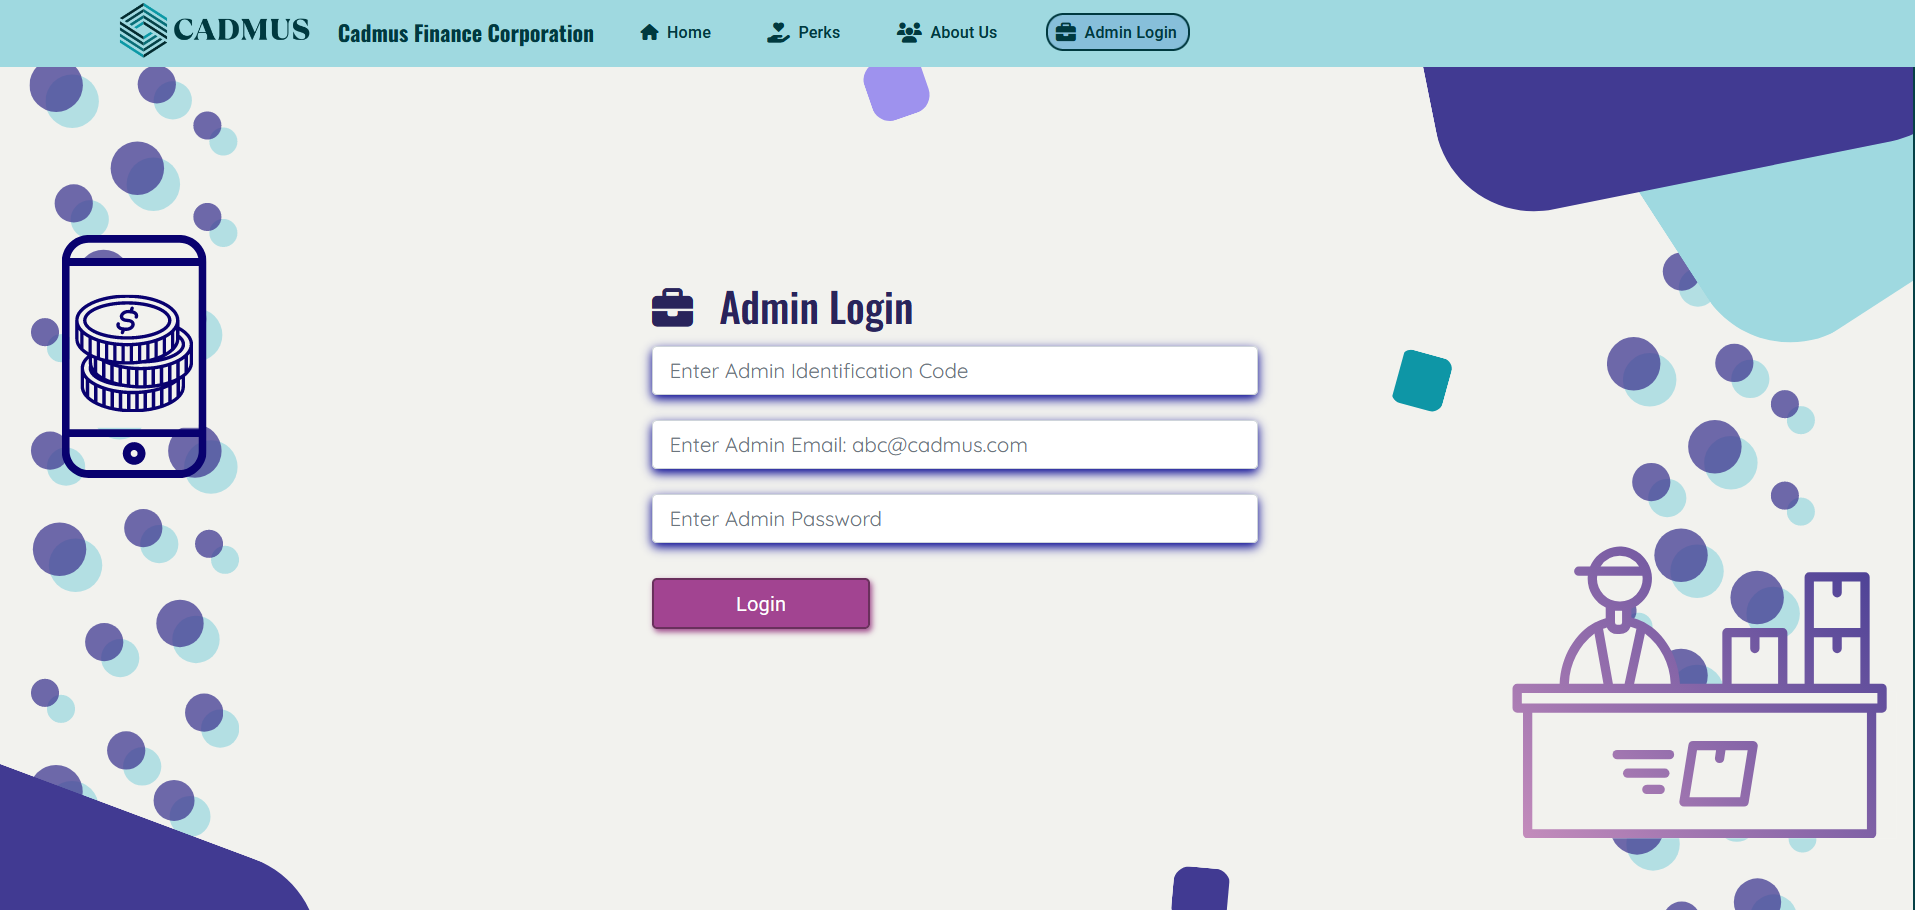 CADMUS
Cadmus Finance Corporation
Home
Perks
About Us
Admin Login
$
Admin Login
Enter Admin Identification Code
Enter Admin Email: abc@cadmus.com
Enter Admin Password
Login